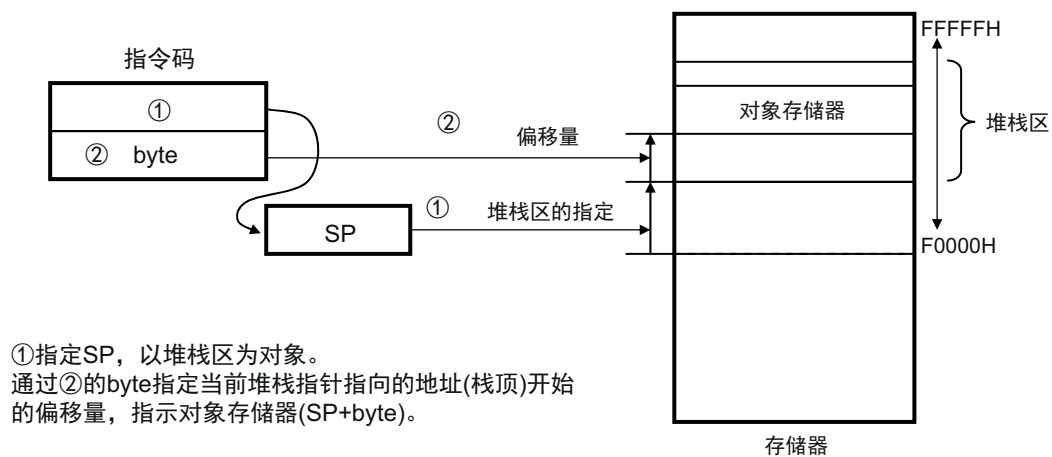 指令码
①
② byte
SP
②
偏移量
①
堆栈区的指定
FFFFFH
对象存储器
堆栈区
F0000H
①指定SP，以堆栈区为对象。
通过②的byte指定当前堆栈指针指向的地址(栈顶)开始
的偏移量，指示对象存储器(SP+byte)。
存储器